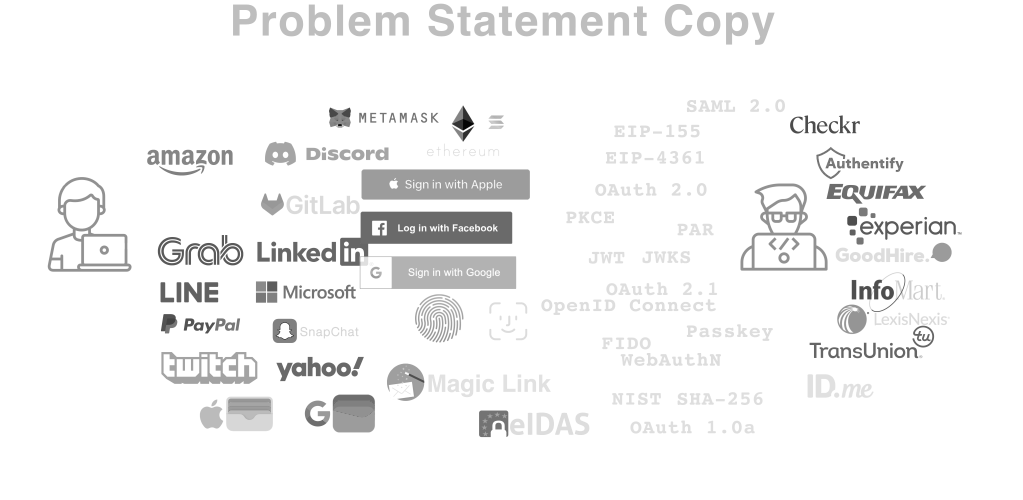 Problem Statement Copy
SAML 2.0
METAMASK
Checkr
EIP-155
ethereum
amazon
Discord
EIP-4361
Authentify
Sign in with Apple
OAuth 2.0
EQUIFAX
GitLab
PKCE
Log in with Facebook
PAR
experian.™
Grab
LinkedIn
JWT JWKS
GoodHire.
G Sign in with Google
LINE
Microsoft
OAuth 2.1
InfoMart.
OpenID Connect
PayPal
SnapChat
LexisNexis
Passkey
tu
FIDO
TransUnion
WebAuthN
twitch
yahoo!
Magic Link
ID.me
NIST SHA-256
G
eIDAS
OAuth 1.0a